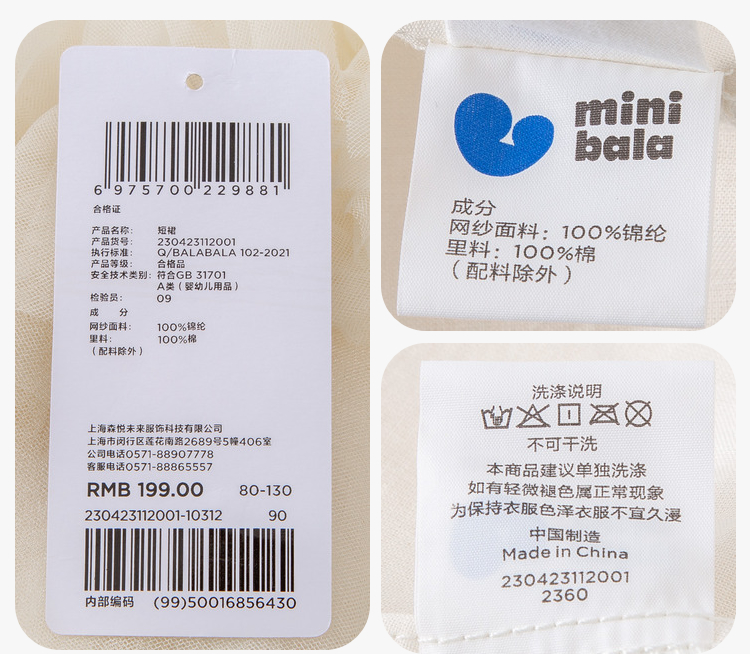 6 975700 229881
合格证
产品名称: 短裙
产品货号: 230423112001
执行标准: Q/BALABALA 102-2021
产品等级: 合格品
安全技术类别: 符合GB 31701
A类(婴幼儿用品)
检验员: 09
成 分
网纱面料: 100%锦纶
里料: 100%棉
(配料除外)
上海森悦未来服饰科技有限公司
上海市闵行区莲花南路2689号5幢406室
公司电话0571-88907778
客服电话0571-88865557
RMB 199.00 80-130
230423112001-10312 90
内部编码 (99)50016856430
mini
bala
成分
网纱面料: 100%锦纶
里料: 100%棉
(配料除外)
洗涤说明
不可干洗
本商品建议单独洗涤
如有轻微褪色属正常现象
为保持衣服色泽衣服不宜久漫
中国制造
Made in China
230423112001
2360